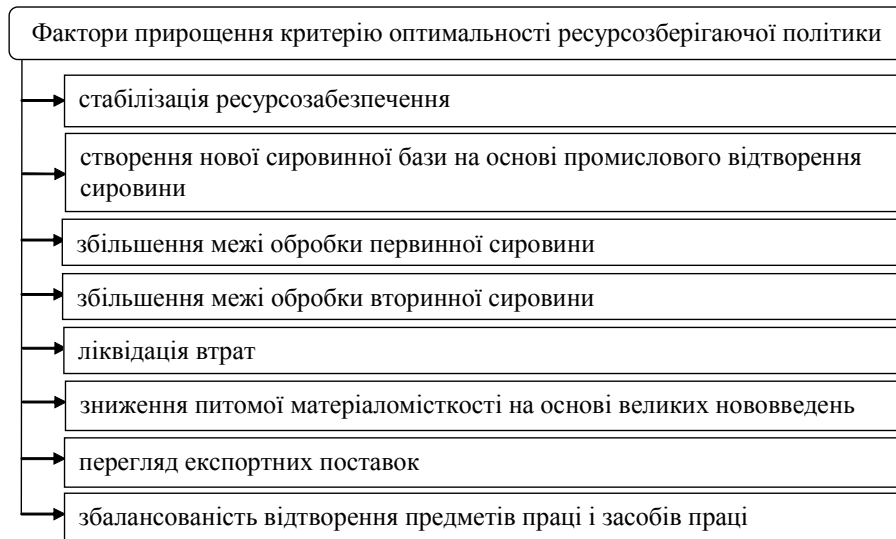 Фактори прирощення критерію оптимальності ресурсозберігаючої політики
стабілізація ресурсозабезпечення
створення нової сировинної бази на основі промислового відтворення
сировини
збільшення межі обробки первинної сировини
збільшення межі обробки вторинної сировини
ліквідація втрат
зниження питомої матеріаломісткості на основі великих нововведень
перегляд експортних поставок
збалансованість відтворення предметів праці і засобів праці